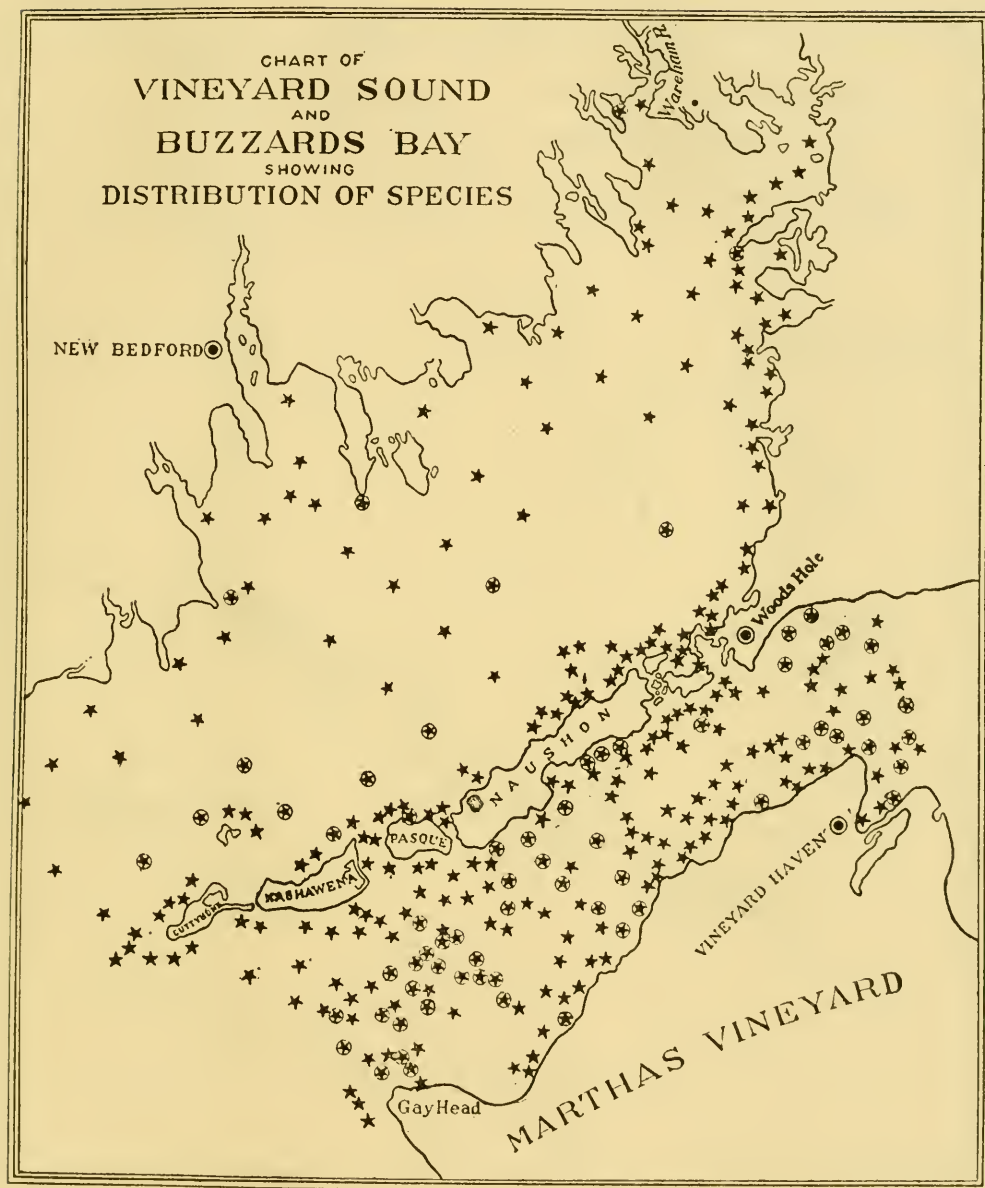 CHART OF
VINEYARD SOUND
AND
BUZZARDS BAY
SHOWING
DISTRIBUTION OF SPECIES
Wareham R.
NEW BEDFORD
Woods Hole
NAUSHON
PASQUE
NASHAWENA
CUTTYHUNK
VINEYARD HAVEN
MARTHAS VINEYARD
Gay Head